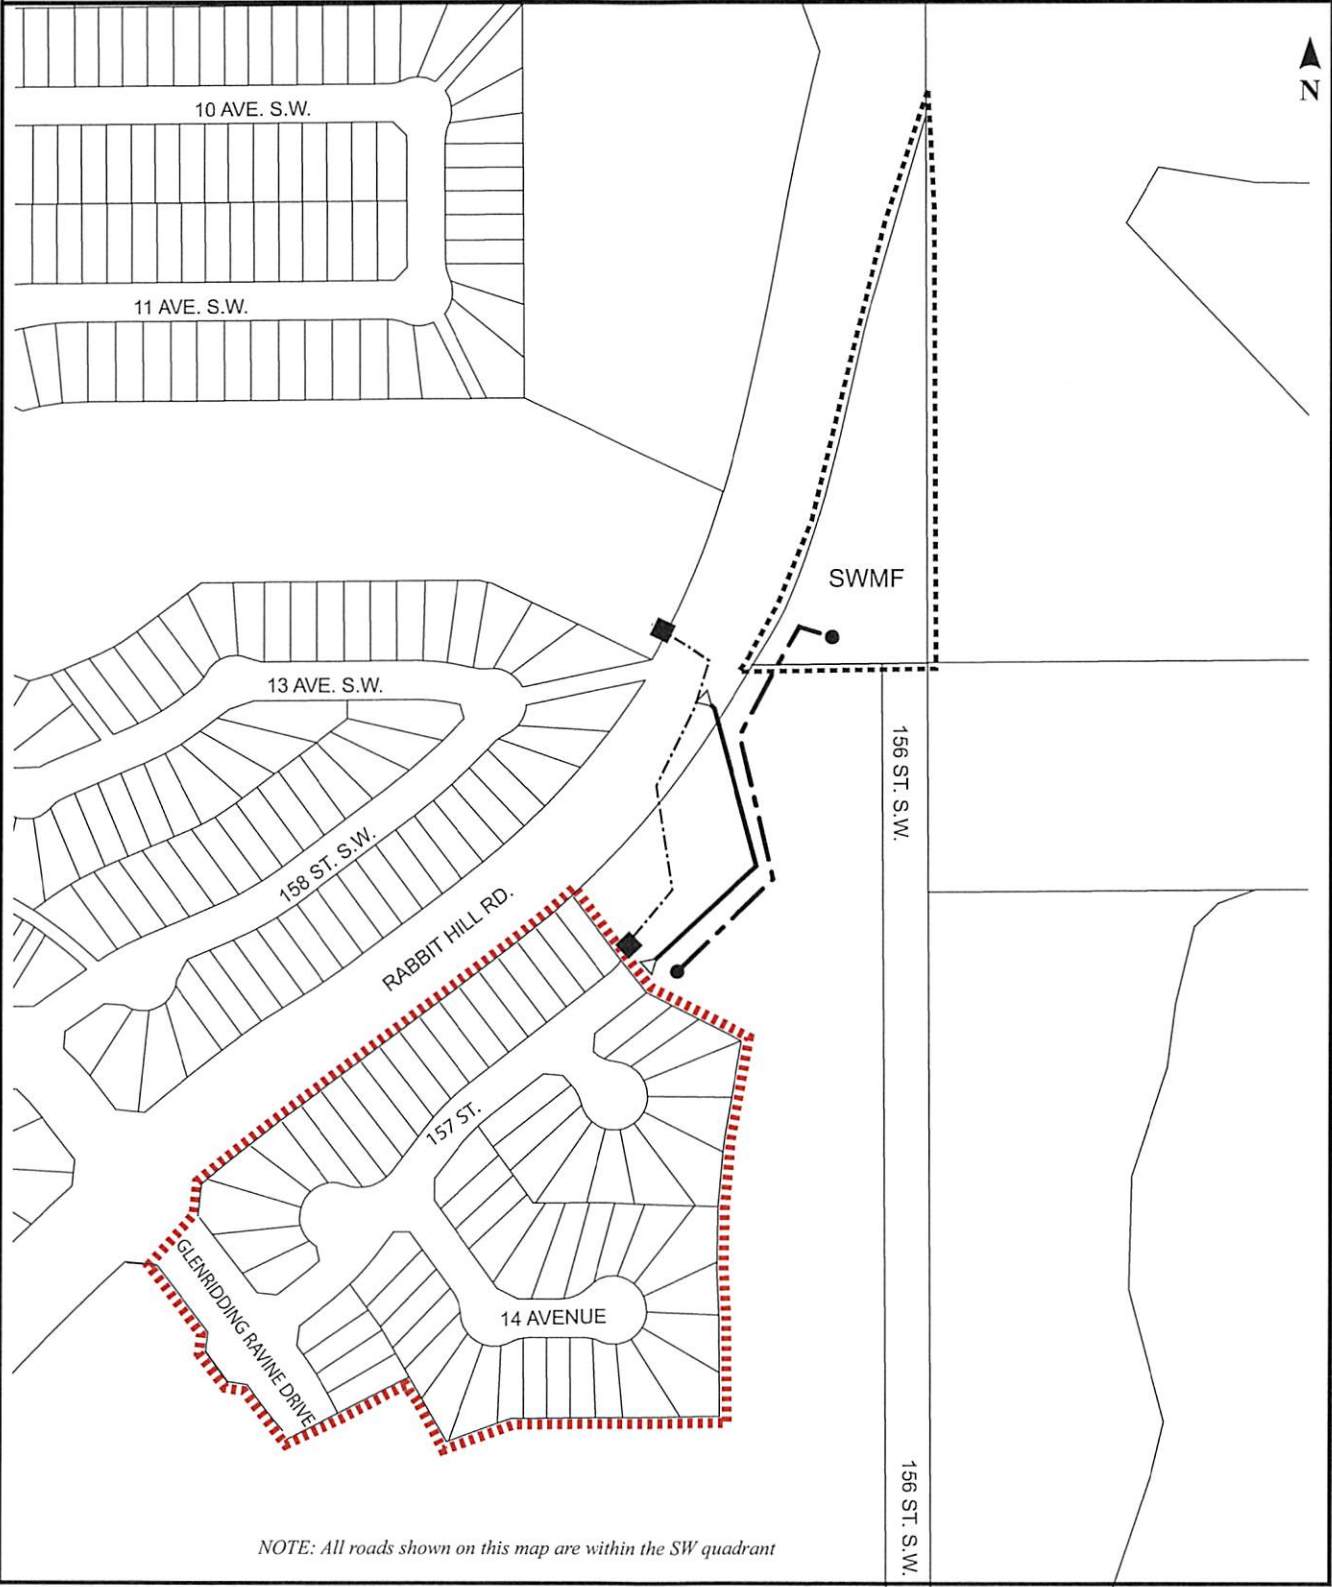 N
10 AVE. S.W.
11 AVE. S.W.
SWMF
13 AVE. S.W.
156 ST. S.W.
158 ST. S.W.
RABBIT HILL RD.
157 ST.
GLENRIDDING RAVINE DRIVE
14 AVENUE
156 ST. S.W.
NOTE: All roads shown on this map are within the SW quadrant